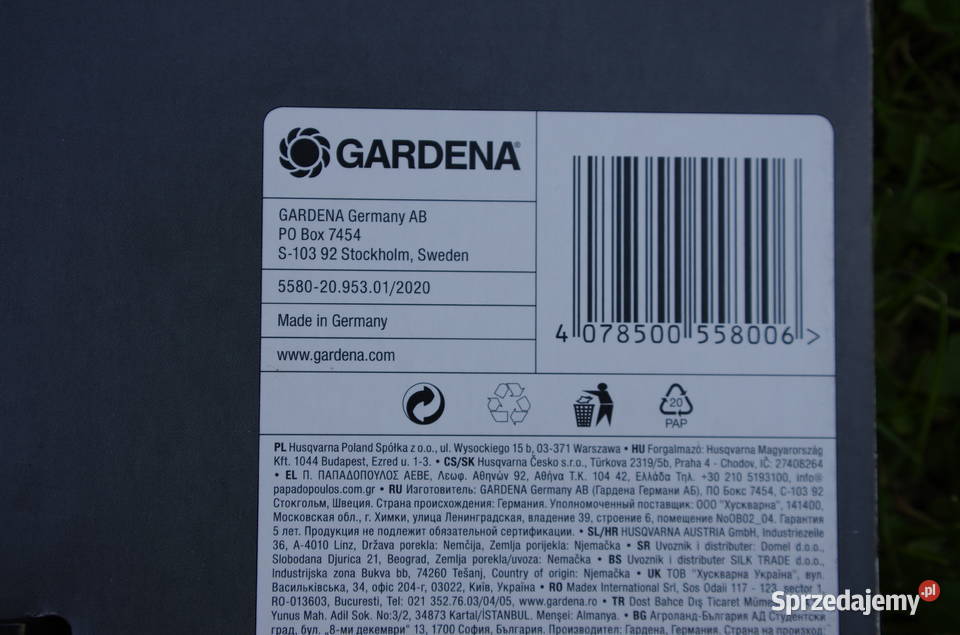 GARDENA®
GARDENA Germany AB
PO Box 7454
S-103 92 Stockholm, Sweden
5580-20.953.01/2020
Made in Germany
www.gardena.com
4 078500 558006 >
20
PAP
PL Husqvarna Poland Spółka z o.o., ul. Wysockiego 15 b, 03-371 Warszawa • HU Forgalmazó: Husqvarna Magyarország
Kft. 1044 Budapest, Ezred u. 1-3. • CS/SK Husqvarna Česko s.r.o., Türkova 2319/5b, Praha 4 - Chodov, IČ: 27408264
• EL Π. ΠΑΠΑΔΟΠΟΥΛΟΣ ΑΕΒΕ, Λεωφ. Αθηνών 92, Αθήνα Τ.Κ. 104 42, Ελλάδα Τηλ. +30 210 5193100, info@
papadopoulos.com.gr • RU Изготовитель: GARDENA Germany AB (Гардена Германи АБ), ПО Бокс 7454, С-103 92
Стокгольм, Швеция. Страна происхождения: Германия. Уполномоченный поставщик: ООО "Хускварна", 141400,
Московская обл., г. Химки, улица Ленинградская, владение 39, строение 6, помещение №OB02_04. Гарантия
5 лет. Продукция не подлежит обязательной сертификации. • SL/HR HUSQVARNA AUSTRIA GmbH, Industriezeile
36, A-4010 Linz, Država porekla: Nemčija, Zemlja porijekla: Njemačka • SR Uvoznik i distributer: Domel d.o.o.,
Slobodana Djurica 21, Beograd, Zemlja porekla/uvoza: Nemačka • BS Uvoznik i distributer SILK TRADE d.o.o.,
Industrijska zona Bukva bb, 74260 Tešanj, Country of origin: Njemačka • UK ТОВ "Хускварна Україна", вул.
Васильківська, 34, офіс 204-г, 03022, Київ, Україна • RO Madex International Srl, Sos Odaii 117 - 123, sector 1,
RO-013603, Bucuresti, Tel: 021 352.76.03/04/05, www.gardena.ro • TR Dost Bahce Dış Ticaret
Yunus Mah. Adil Sok. No:3/2, 34873 Kartal/İSTANBUL. Menşei: Almanya. • BG Агроланд-България АД Студентски
град, бул. „8-ми декември" 13, 1700 София, България. Производител: Гардена Германия. Страна на произход:
Sprzedajemy.pl